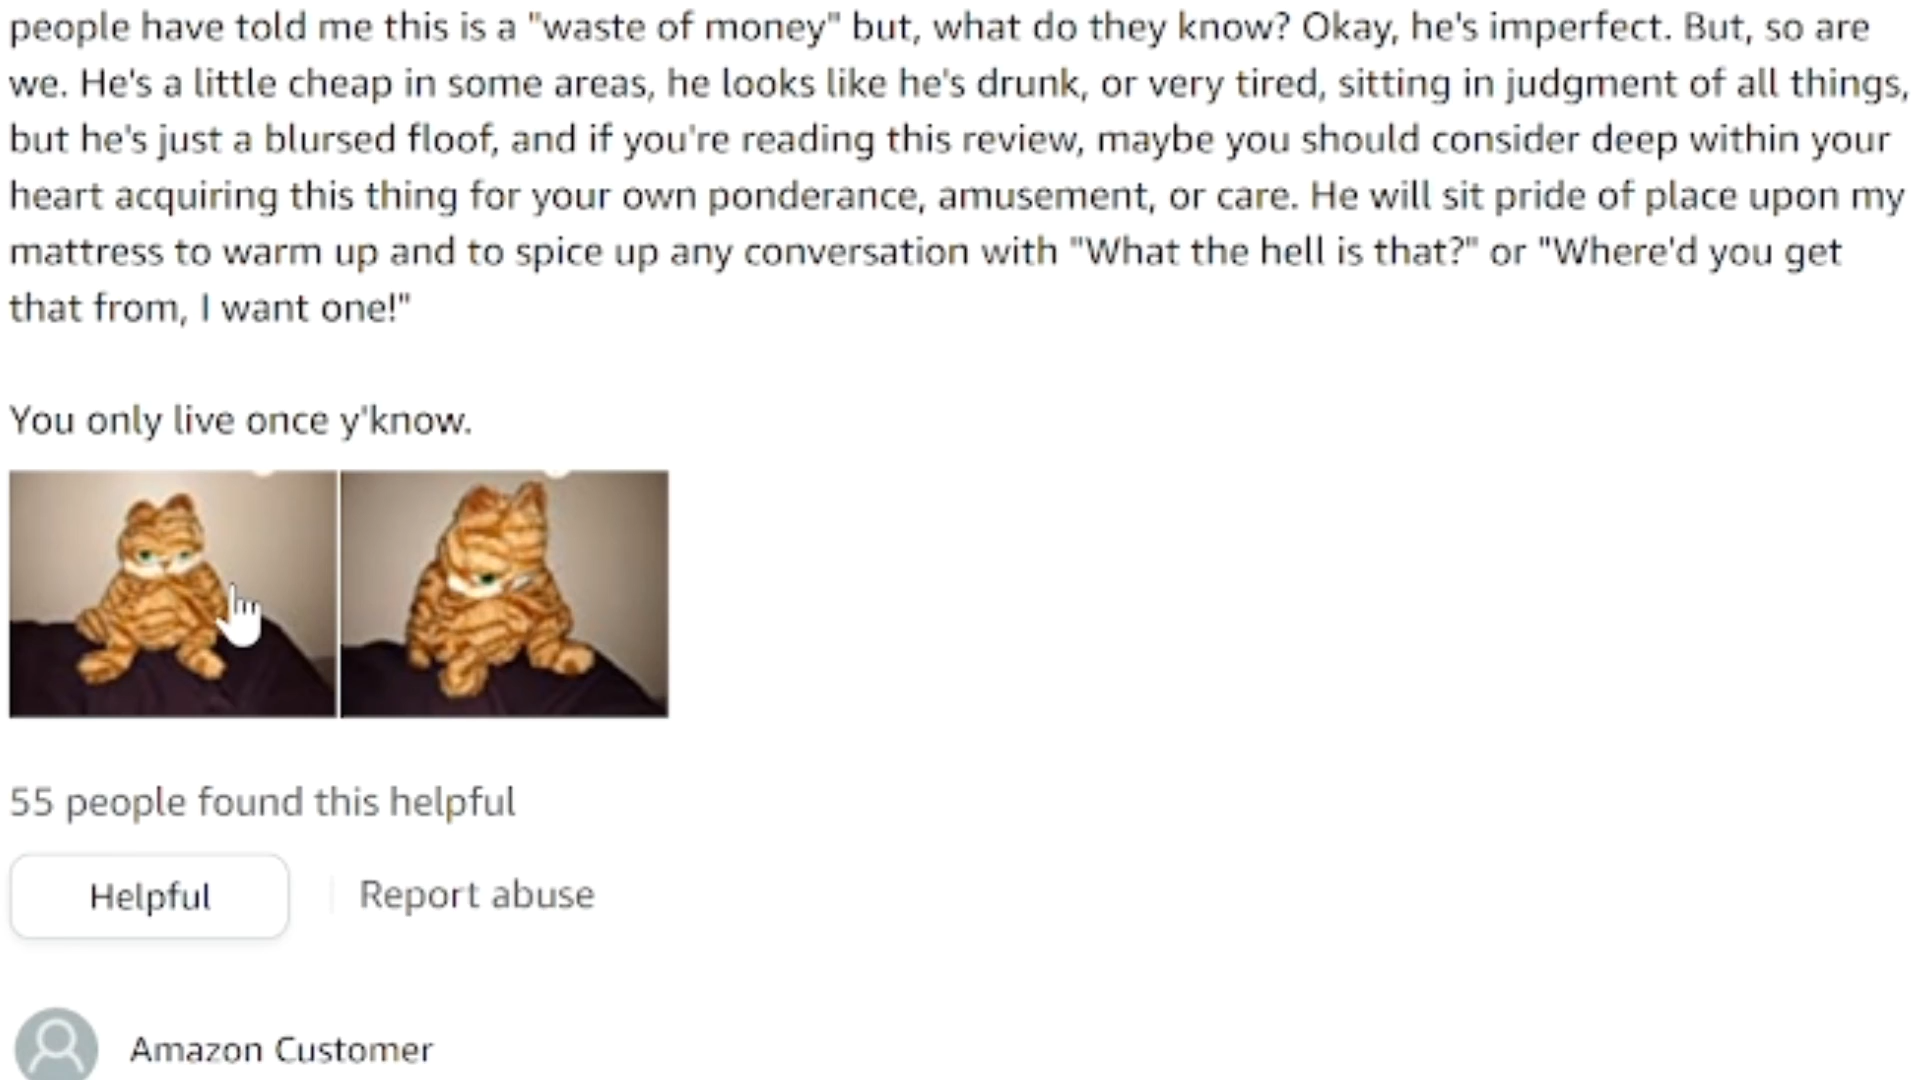 people have told me this is a "waste of money" but, what do they know? Okay, he's imperfect. But, so are
we. He's a little cheap in some areas, he looks like he's drunk, or very tired, sitting in judgment of all things,
but he's just a blursed floof, and if you're reading this review, maybe you should consider deep within your
heart acquiring this thing for your own ponderance, amusement, or care. He will sit pride of place upon my
mattress to warm up and to spice up any conversation with "What the hell is that?" or "Where'd you get
that from, I want one!"
You only live once y'know.
55 people found this helpful
Helpful
Report abuse
Amazon Customer